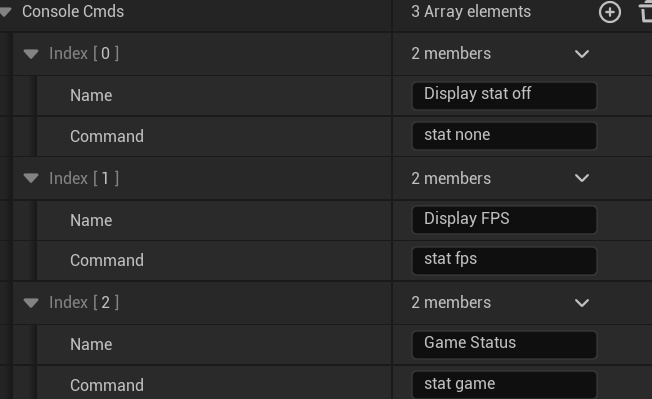 Console Cmds 3 Array elements
Index [ 0 ] 2 members
Name Display stat off
Command stat none
Index [ 1 ] 2 members
Name Display FPS
Command stat fps
Index [ 2 ] 2 members
Name Game Status
Command stat game